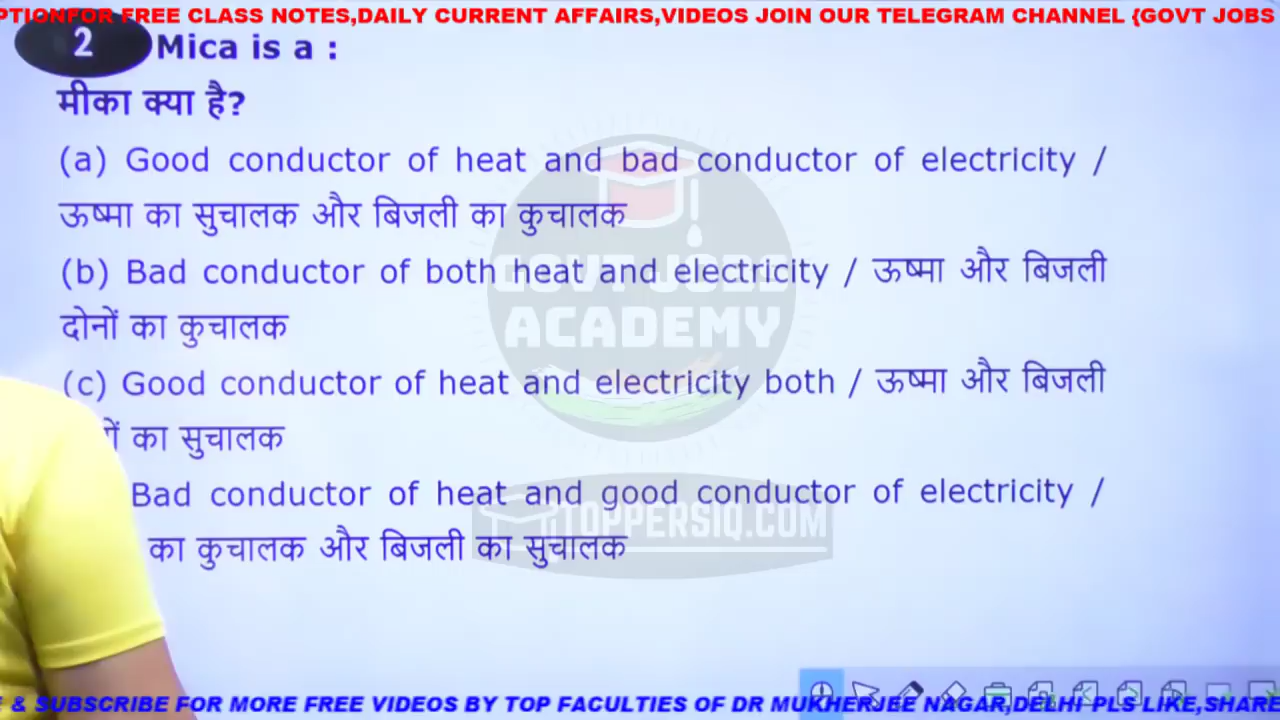 PTIONFOR FREE CLASS NOTES,DAILY CURRENT AFFAIRS,VIDEOS JOIN OUR TELEGRAM CHANNEL {GOVT JOBS
2 Mica is a :
मीका क्या है?
(a) Good conductor of heat and bad conductor of electricity /
ऊष्मा का सुचालक और बिजली का कुचालक
(b) Bad conductor of both heat and electricity / ऊष्मा और बिजली
दोनों का कुचालक
(c) Good conductor of heat and electricity both / ऊष्मा और बिजली
का सुचालक
Bad conductor of heat and good conductor of electricity /
का कुचालक और बिजली का सुचालक
GOVT JOBS
ACADEMY
TOPPERSIQ.COM
E & SUBSCRIBE FOR MORE FREE VIDEOS BY TOP FACULTIES OF DR MUKHERJEE NAGAR,DELHI PLS LIKE,SHARE